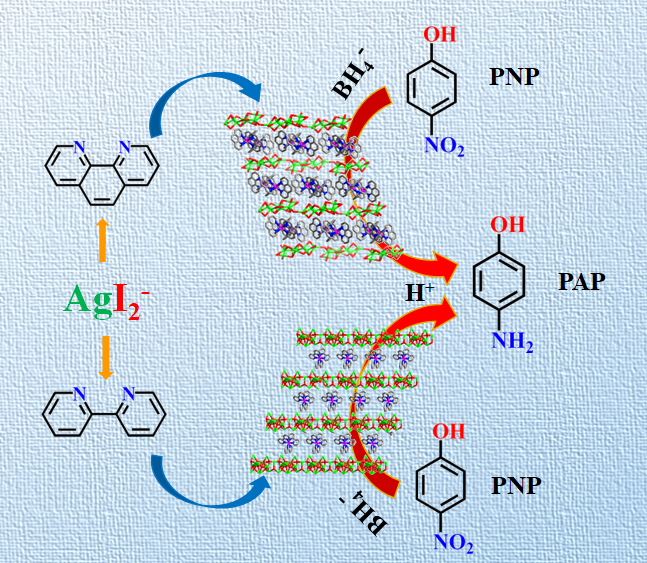 OH
BH₄⁻
PNP
NO₂
N N
OH
AgI₂⁻
H⁺
PAP
NH₂
N N
OH
PNP
BH₄⁻
NO₂